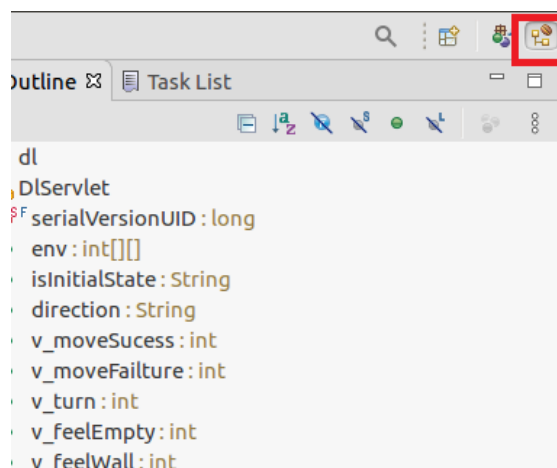 Outline Task List
dl
DlServlet
serialVersionUID : long
env : int[][]
isInitialState : String
direction : String
v_moveSucess : int
v_moveFailture : int
v_turn : int
v_feelEmpty : int
v_feelWall : int